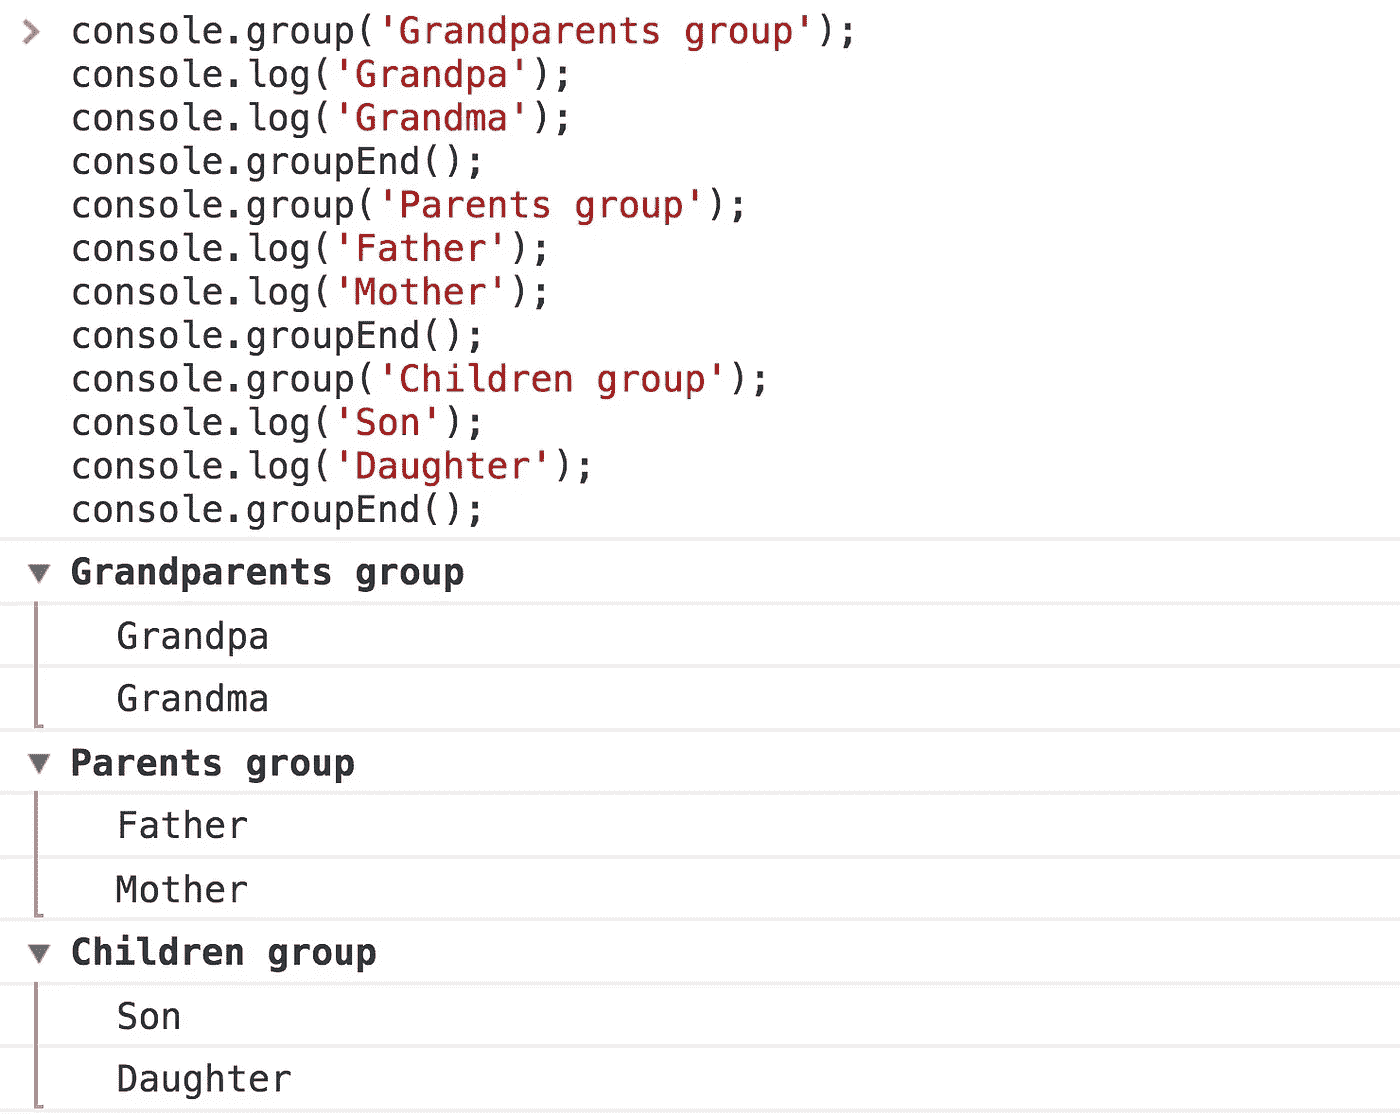 console.group('Grandparents group');
console.log('Grandpa');
console.log('Grandma');
console.groupEnd();
console.group('Parents group');
console.log('Father');
console.log('Mother');
console.groupEnd();
console.group('Children group');
console.log('Son');
console.log('Daughter');
console.groupEnd();
Grandparents group
Grandpa
Grandma
Parents group
Father
Mother
Children group
Son
Daughter